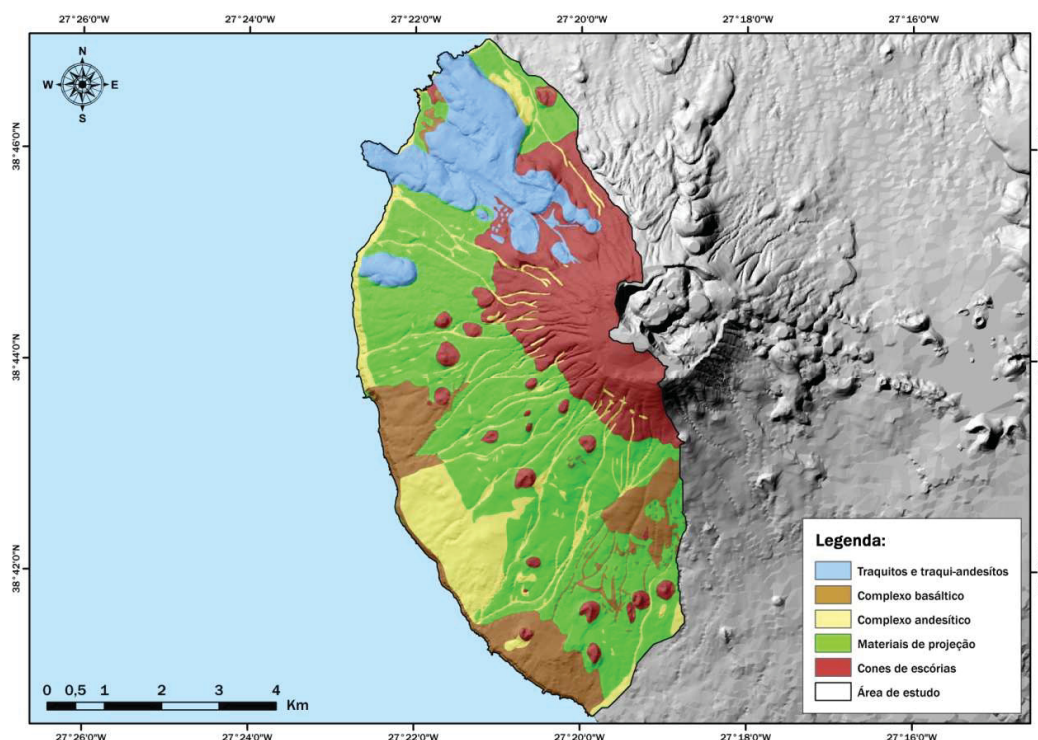 27°26'0"W 27°24'0"W 27°22'0"W 27°20'0"W 27°18'0"W 27°16'0"W
N
W E
S
38°46'0"N
38°44'0"N
38°42'0"N
Legenda:
Traquitos e traqui-andesítos
Complexo basáltico
Complexo andesítico
Materiais de projeção
Cones de escórias
Área de estudo
0 0,5 1 2 3 4
Km
27°26'0"W 27°24'0"W 27°22'0"W 27°20'0"W 27°18'0"W 27°16'0"W